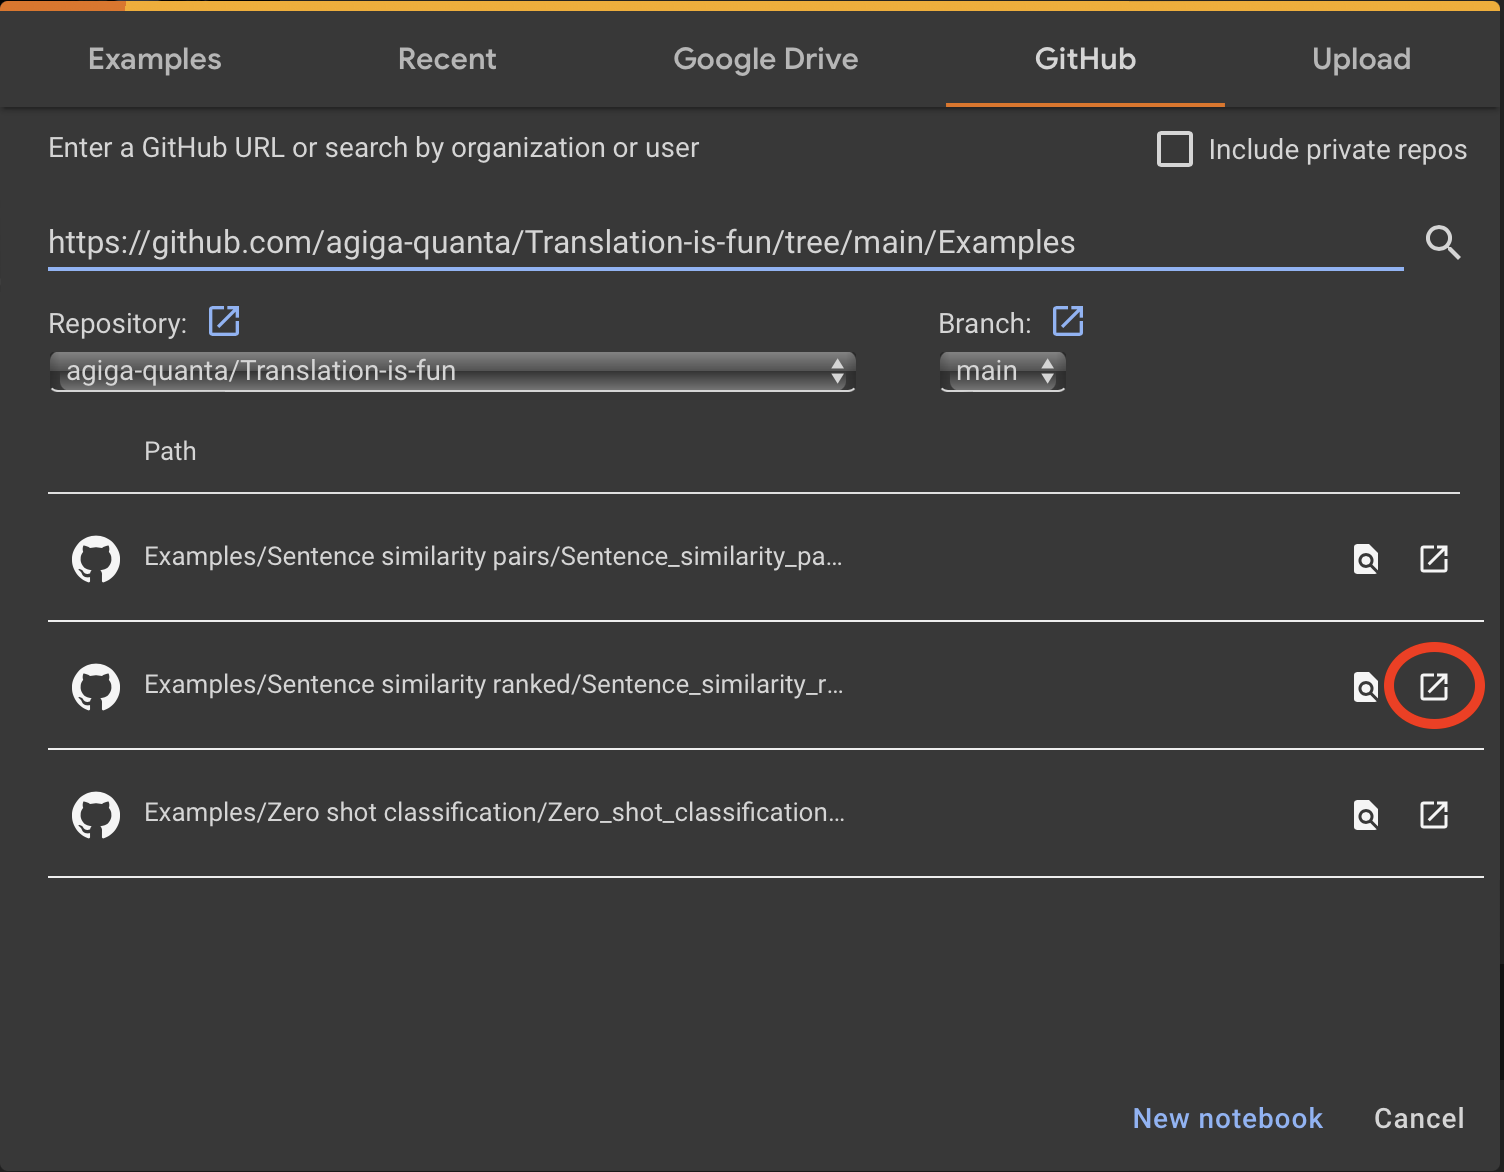 Examples Recent Google Drive GitHub Upload
Enter a GitHub URL or search by organization or user Include private repos
https://github.com/agiga-quanta/Translation-is-fun/tree/main/Examples
Repository: Branch:
agiga-quanta/Translation-is-fun main
Path
Examples/Sentence similarity pairs/Sentence_similarity_pa...
Examples/Sentence similarity ranked/Sentence_similarity_r...
Examples/Zero shot classification/Zero_shot_classification...
New notebook Cancel